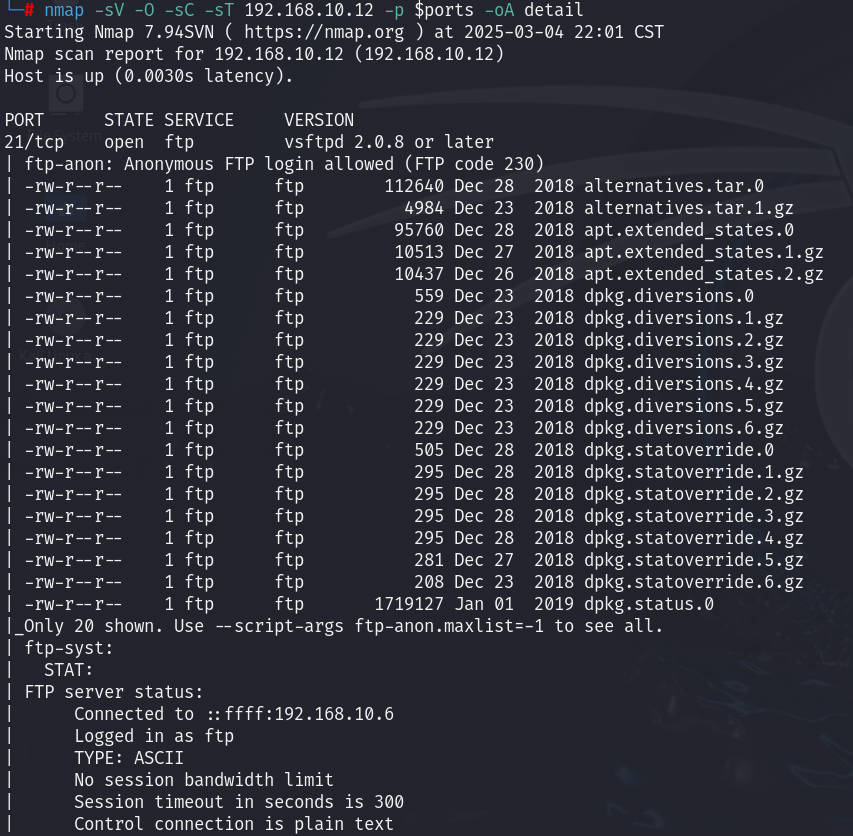 └─# nmap -sV -O -sC -sT 192.168.10.12 -p $ports -oA detail
Starting Nmap 7.94SVN ( https://nmap.org ) at 2025-03-04 22:01 CST
Nmap scan report for 192.168.10.12 (192.168.10.12)
Host is up (0.0030s latency).

PORT      STATE SERVICE     VERSION
21/tcp    open  ftp         vsftpd 2.0.8 or later
| ftp-anon: Anonymous FTP login allowed (FTP code 230)
| -rw-r--r--    1 ftp      ftp        112640 Dec 28  2018 alternatives.tar.0
| -rw-r--r--    1 ftp      ftp          4984 Dec 23  2018 alternatives.tar.1.gz
| -rw-r--r--    1 ftp      ftp         95760 Dec 28  2018 apt.extended_states.0
| -rw-r--r--    1 ftp      ftp         10513 Dec 27  2018 apt.extended_states.1.gz
| -rw-r--r--    1 ftp      ftp         10437 Dec 26  2018 apt.extended_states.2.gz
| -rw-r--r--    1 ftp      ftp           559 Dec 23  2018 dpkg.diversions.0
| -rw-r--r--    1 ftp      ftp           229 Dec 23  2018 dpkg.diversions.1.gz
| -rw-r--r--    1 ftp      ftp           229 Dec 23  2018 dpkg.diversions.2.gz
| -rw-r--r--    1 ftp      ftp           229 Dec 23  2018 dpkg.diversions.3.gz
| -rw-r--r--    1 ftp      ftp           229 Dec 23  2018 dpkg.diversions.4.gz
| -rw-r--r--    1 ftp      ftp           229 Dec 23  2018 dpkg.diversions.5.gz
| -rw-r--r--    1 ftp      ftp           229 Dec 23  2018 dpkg.diversions.6.gz
| -rw-r--r--    1 ftp      ftp           505 Dec 28  2018 dpkg.statoverride.0
| -rw-r--r--    1 ftp      ftp           295 Dec 28  2018 dpkg.statoverride.1.gz
| -rw-r--r--    1 ftp      ftp           295 Dec 28  2018 dpkg.statoverride.2.gz
| -rw-r--r--    1 ftp      ftp           295 Dec 28  2018 dpkg.statoverride.3.gz
| -rw-r--r--    1 ftp      ftp           295 Dec 28  2018 dpkg.statoverride.4.gz
| -rw-r--r--    1 ftp      ftp           281 Dec 27  2018 dpkg.statoverride.5.gz
| -rw-r--r--    1 ftp      ftp           208 Dec 23  2018 dpkg.statoverride.6.gz
| -rw-r--r--    1 ftp      ftp       1719127 Jan 01  2019 dpkg.status.0
|_Only 20 shown. Use --script-args ftp-anon.maxlist=-1 to see all.
| ftp-syst:
|   STAT:
| FTP server status:
|      Connected to ::ffff:192.168.10.6
|      Logged in as ftp
|      TYPE: ASCII
|      No session bandwidth limit
|      Session timeout in seconds is 300
|      Control connection is plain text